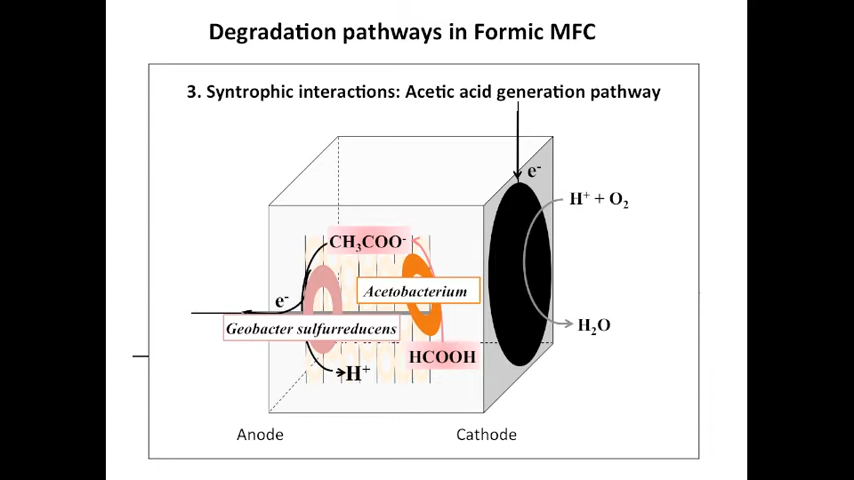 Degradation pathways in Formic MFC
3. Syntrophic interactions: Acetic acid generation pathway
e⁻
H⁺ + O₂
CH₃COO⁻
Acetobacterium
e⁻
Geobacter sulfurreducens
H₂O
HCOOH
H⁺
Anode
Cathode